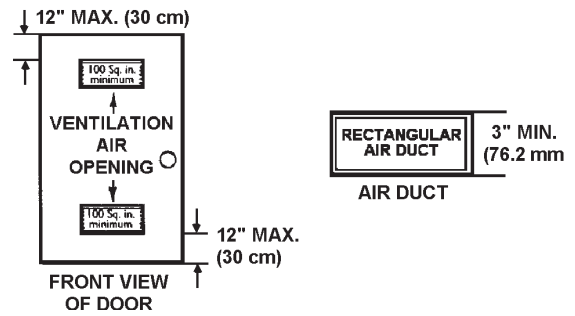 12" MAX. (30 cm)
100 Sq. in.
minimum
VENTILATION
AIR
OPENING
100 Sq. in.
minimum
12" MAX.
(30 cm)
FRONT VIEW
OF DOOR
RECTANGULAR
AIR DUCT
3" MIN.
(76.2 mm
AIR DUCT